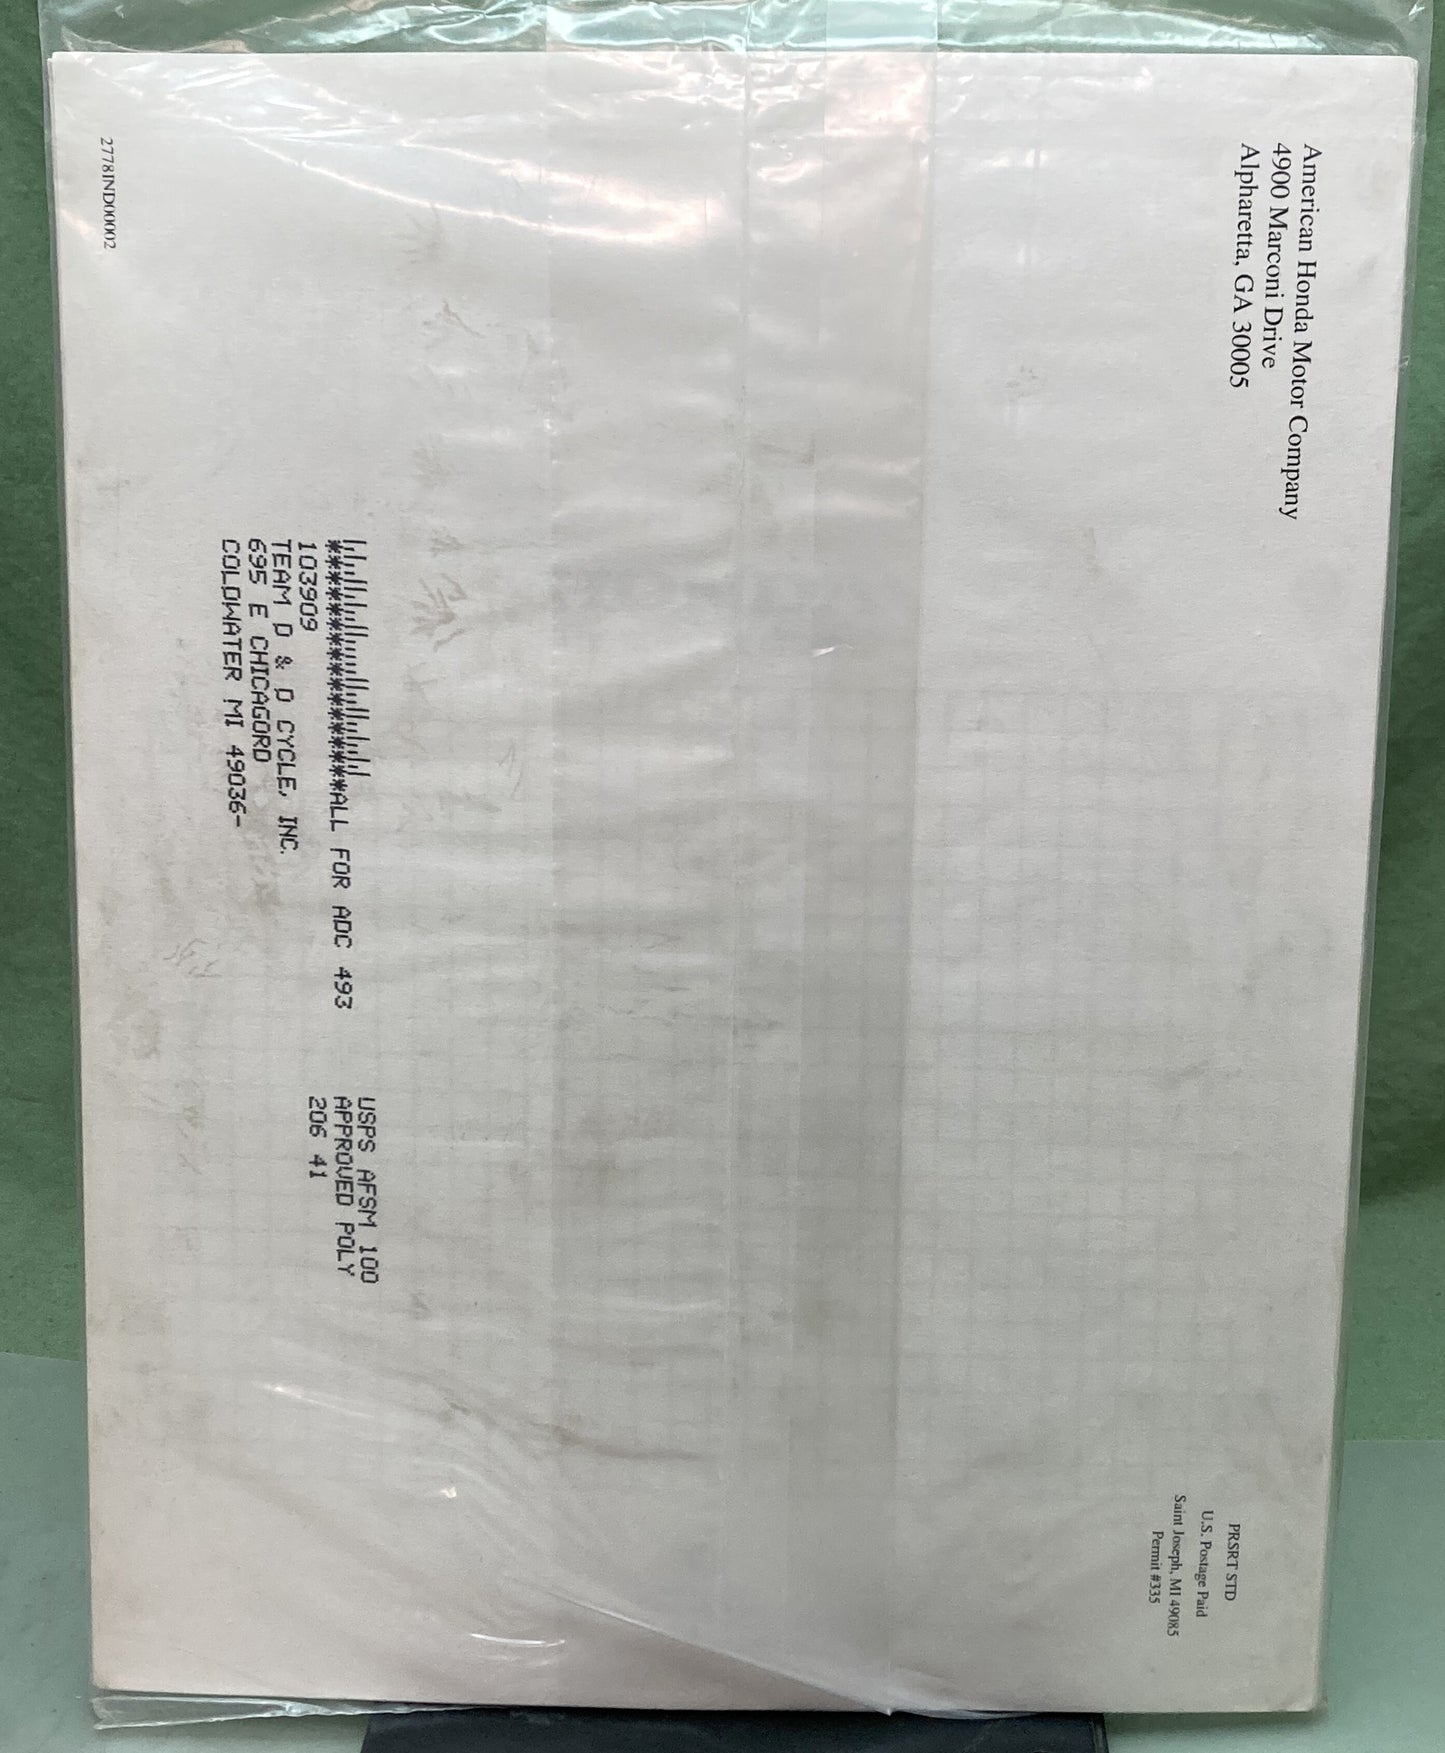 American Honda Motor Company
4900 Marconi Drive
Alpharetta, GA 30005
PRSRT STD
U.S. Postage Paid
Saint Joseph, MI 49085
Permit #335
USPS AFSM 100
APPROVED POLY
206 41
******************ALL FOR ADC 493
103909
TEAM D & D CYCLE, INC.
695 E CHICAGORD
COLDWATER MI 49036-
2778IND00002